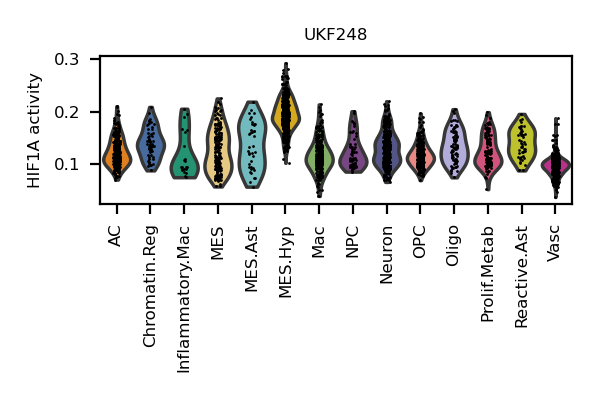 UKF248
HIF1A activity
0.3
0.2
0.1
AC
Chromatin.Reg
Inflammatory.Mac
MES
MES.Ast
MES.Hyp
Mac
NPC
Neuron
OPC
Oligo
Prolif.Metab
Reactive.Ast
Vasc